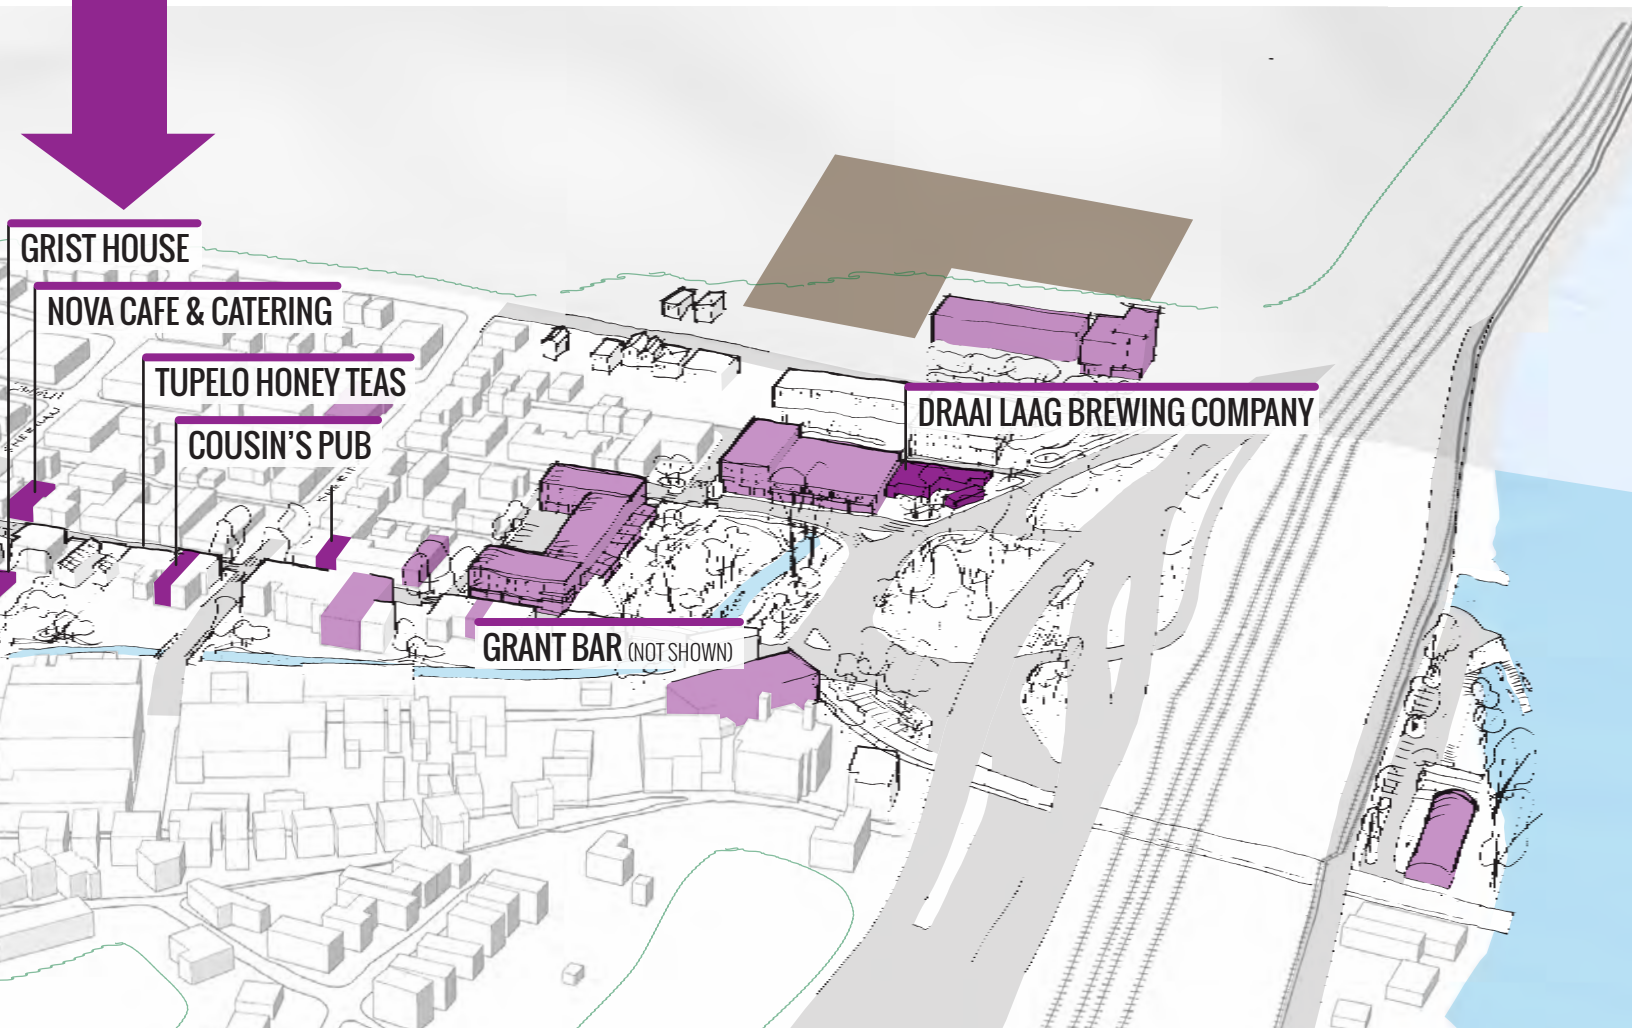 GRIST HOUSE
NOVA CAFE & CATERING
TUPELO HONEY TEAS
COUSIN'S PUB
DRAAI LAAG BREWING COMPANY
GRANT BAR (NOT SHOWN)